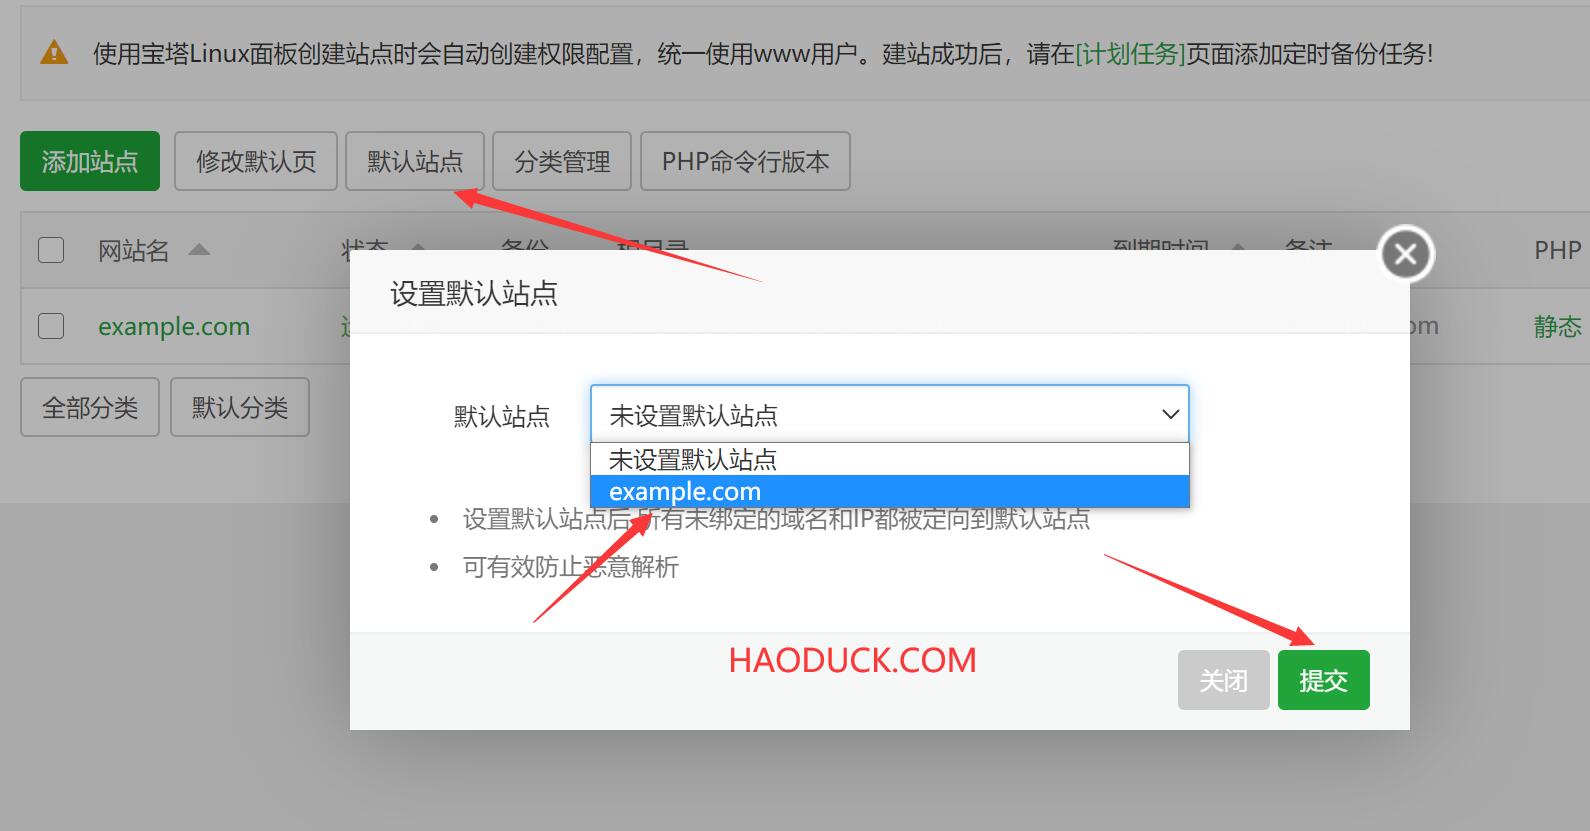 使用宝塔Linux面板创建站点时会自动创建权限配置，统一使用www用户。建站成功后，请在[计划任务]页面添加定时备份任务!
添加站点 修改默认页 默认站点 分类管理 PHP命令行版本
网站名 状态 备份 根目录 到期时间 备注 PHP
example.com 静态
全部分类 默认分类
设置默认站点
默认站点 未设置默认站点
未设置默认站点
example.com
设置默认站点后,所有未绑定的域名和IP都被定向到默认站点
可有效防止恶意解析
HAODUCK.COM
关闭 提交